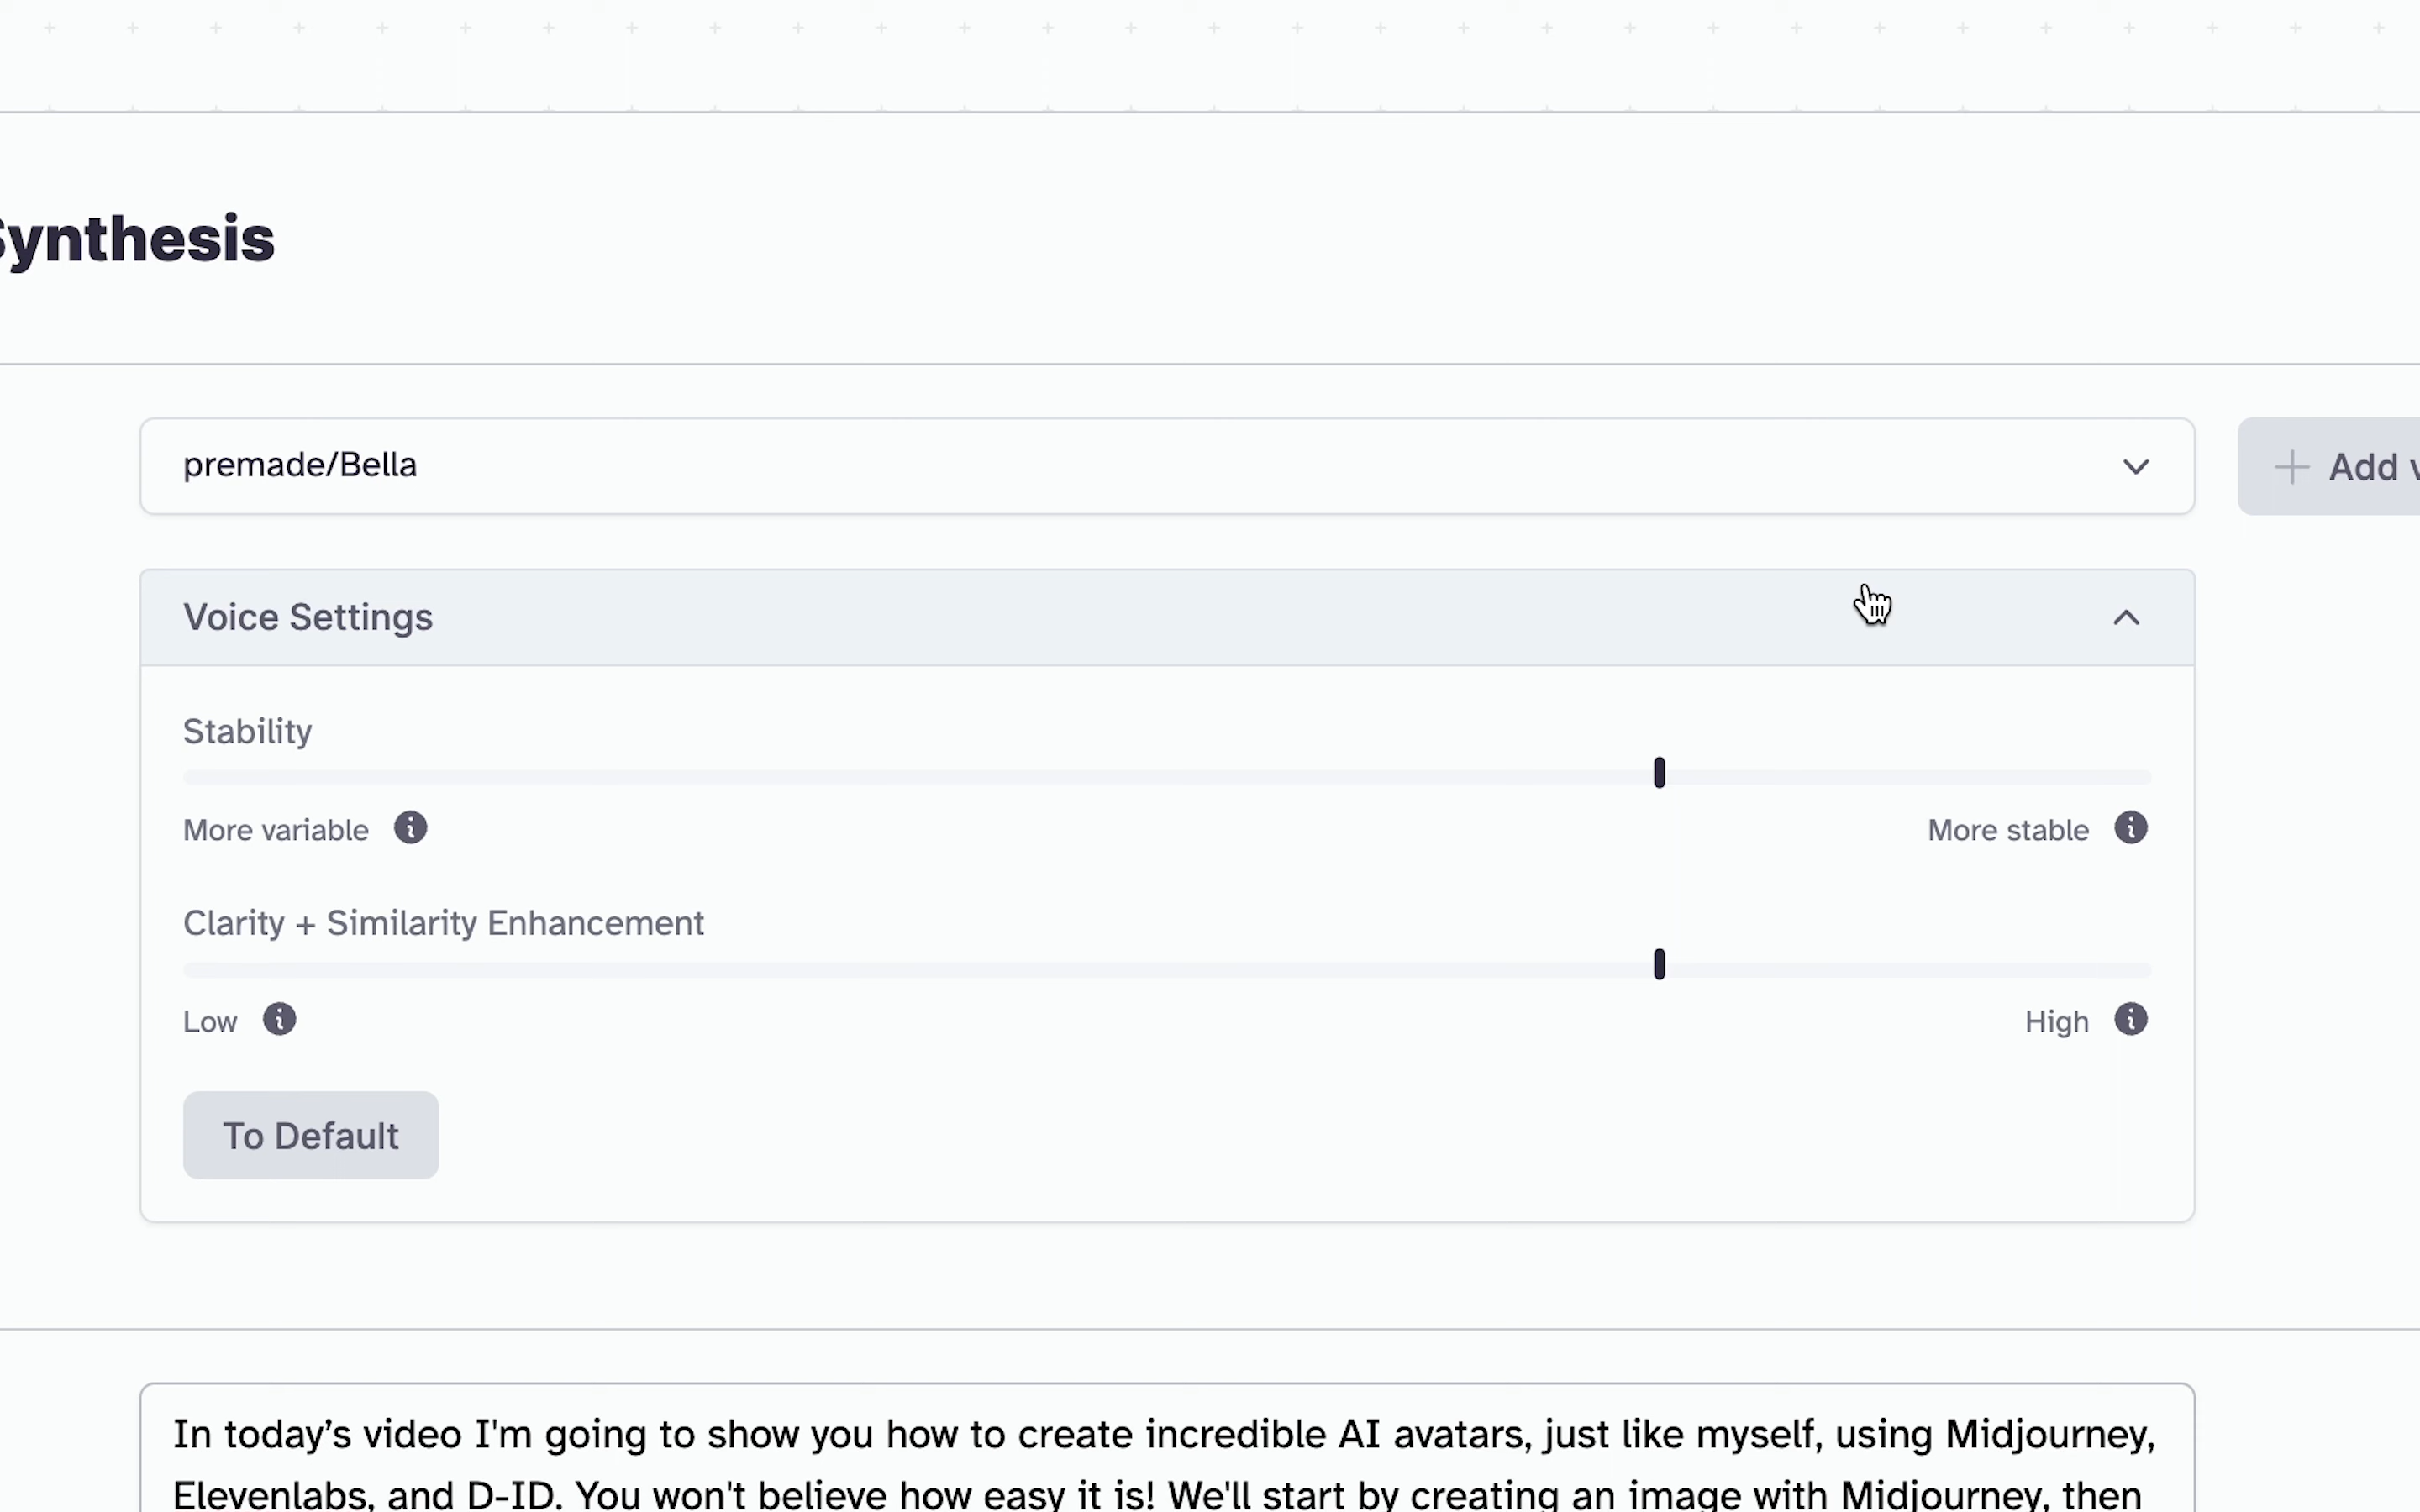 Synthesis
premade/Bella
+ Add
Voice Settings
Stability
More variable
More stable
Clarity + Similarity Enhancement
Low
High
To Default
In today’s video I'm going to show you how to create incredible AI avatars, just like myself, using Midjourney,
Elevenlabs, and D-ID. You won't believe how easy it is! We'll start by creating an image with Midjourney, then